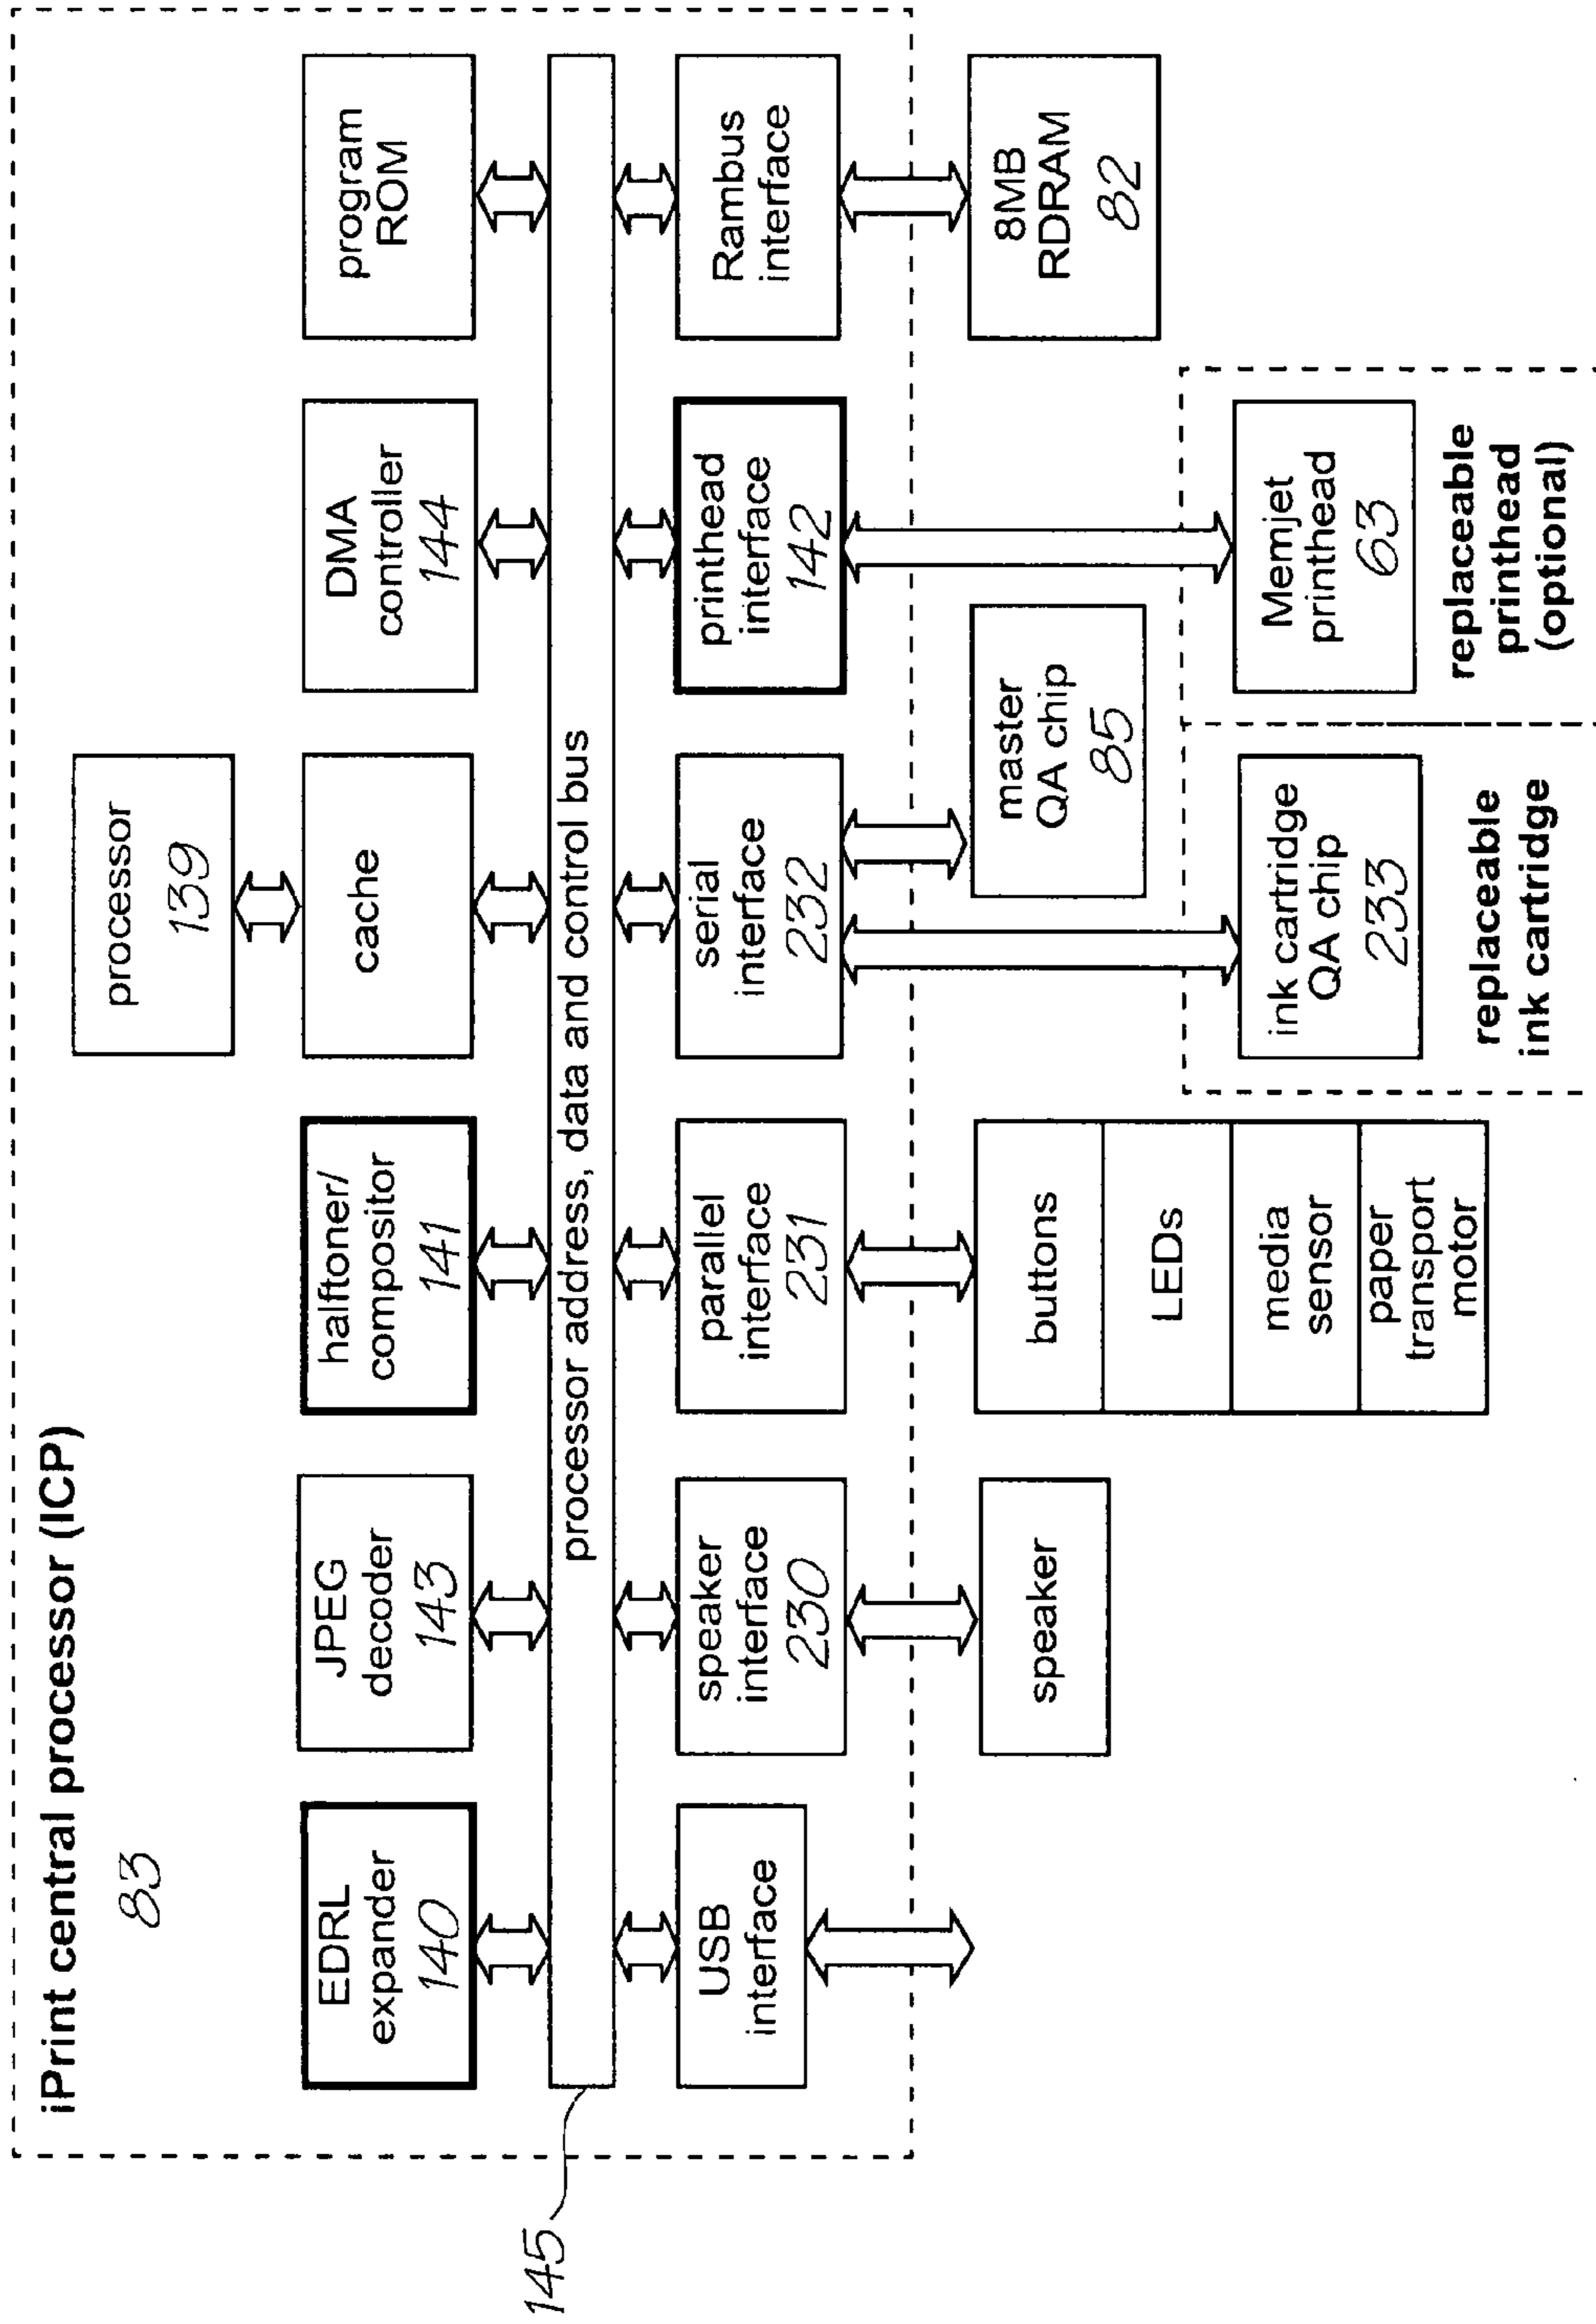 iPrint central processor (ICP)
83
processor
139
EDRL
expander
140
JPEG
decoder
143
halftoner/
compositor
141
cache
DMA
controller
144
program
ROM
145
processor address, data and control bus
USB
interface
speaker
interface
230
parallel
interface
231
serial
interface
232
printhead
interface
142
Rambus
interface
speaker
buttons
LEDs
media
sensor
paper
transport
motor
master
QA chip
85
8MB
RDRAM
82
ink cartridge
QA chip
233
replaceable
ink cartridge
Memjet
printhead
63
replaceable
printhead
(optional)